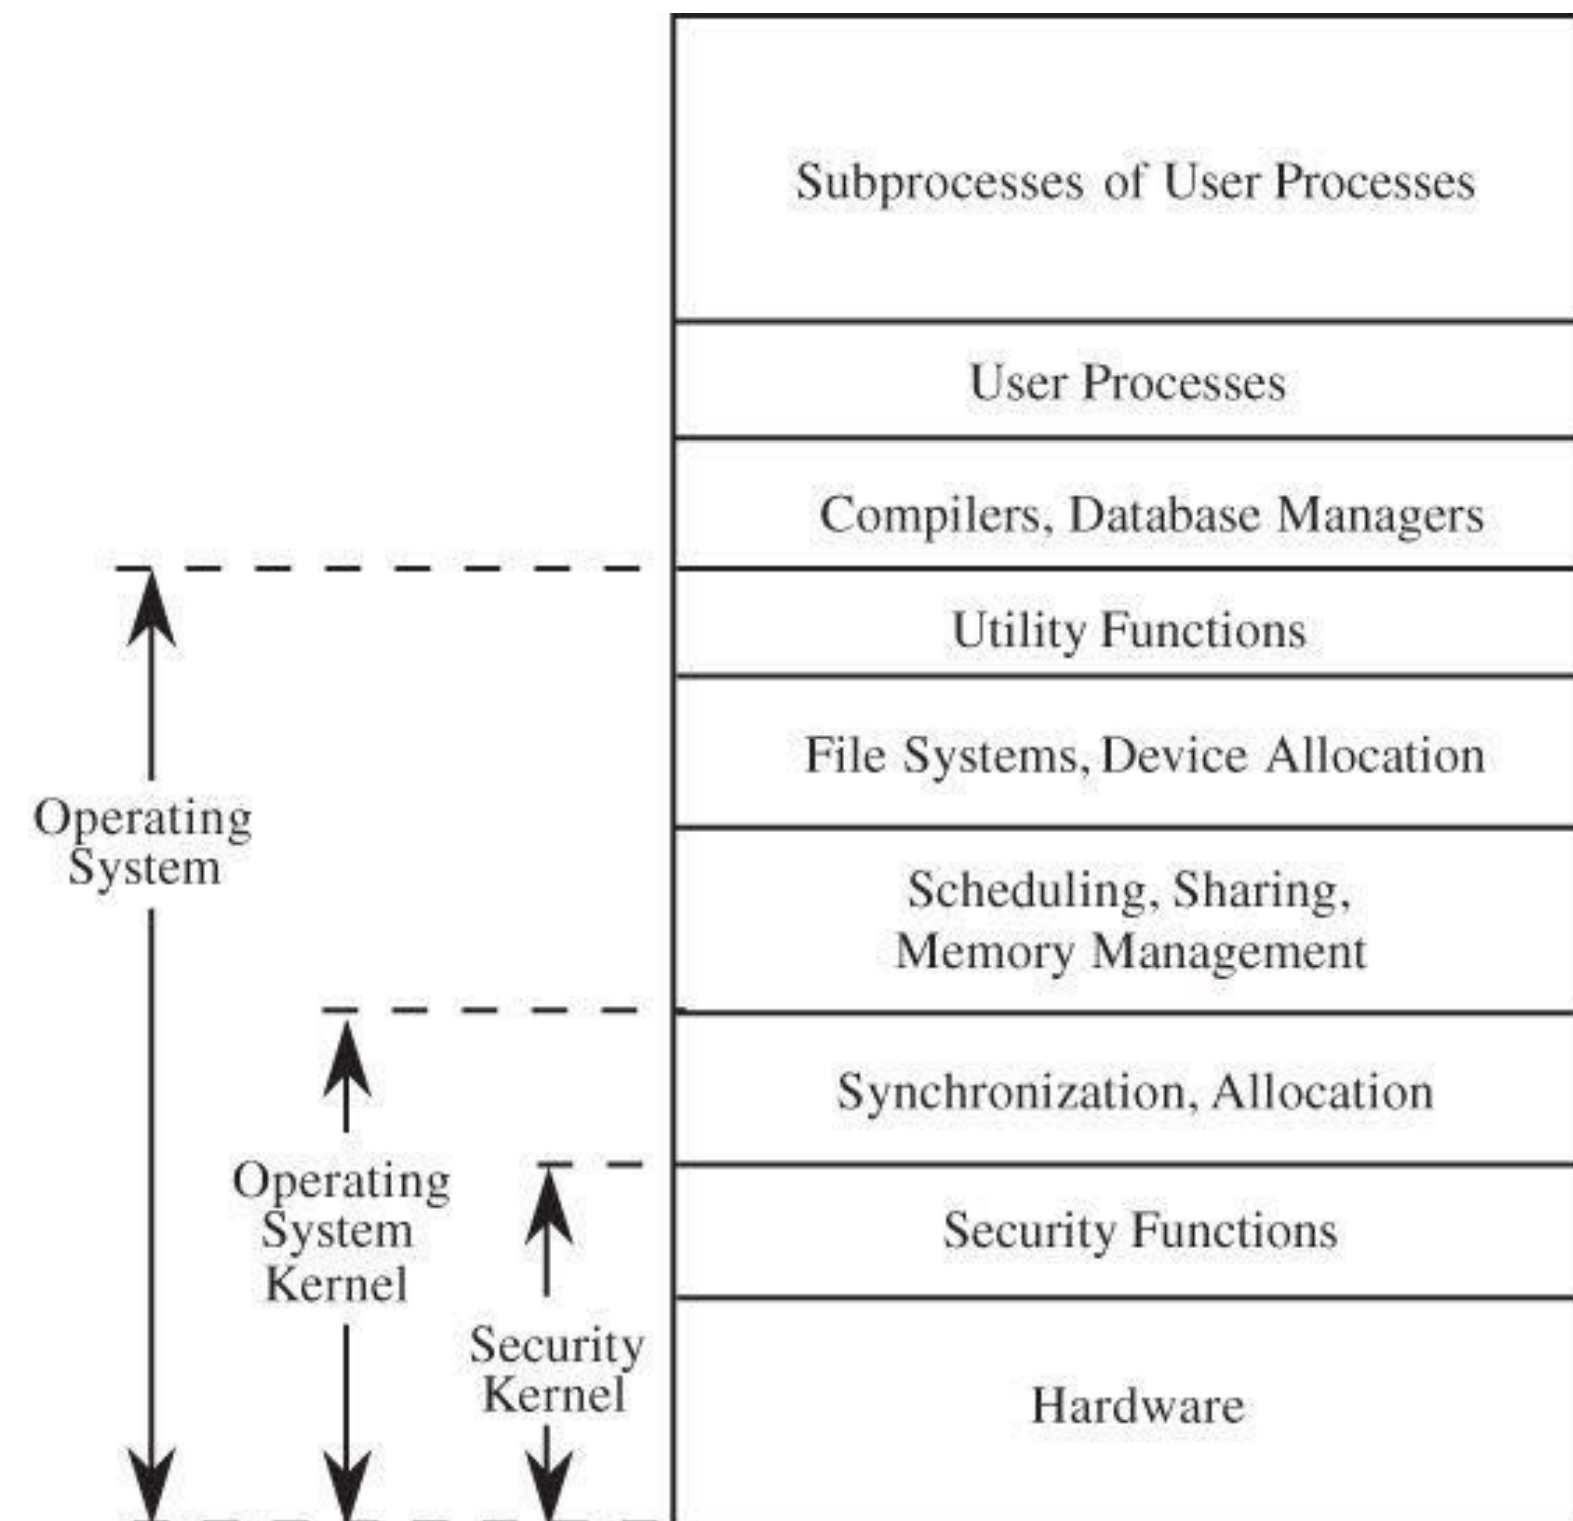 Subprocesses of User Processes
User Processes
Compilers, Database Managers
Utility Functions
File Systems, Device Allocation
Scheduling, Sharing,
Memory Management
Synchronization, Allocation
Security Functions
Hardware
Operating
System
Operating
System
Kernel
Security
Kernel